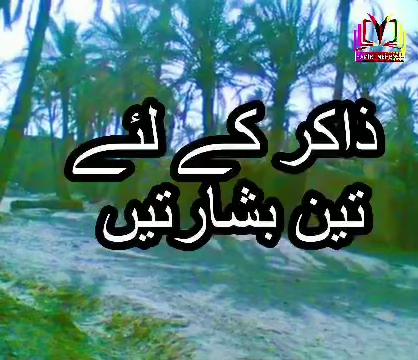 ذاکر کے لئے
تین بشارتیں